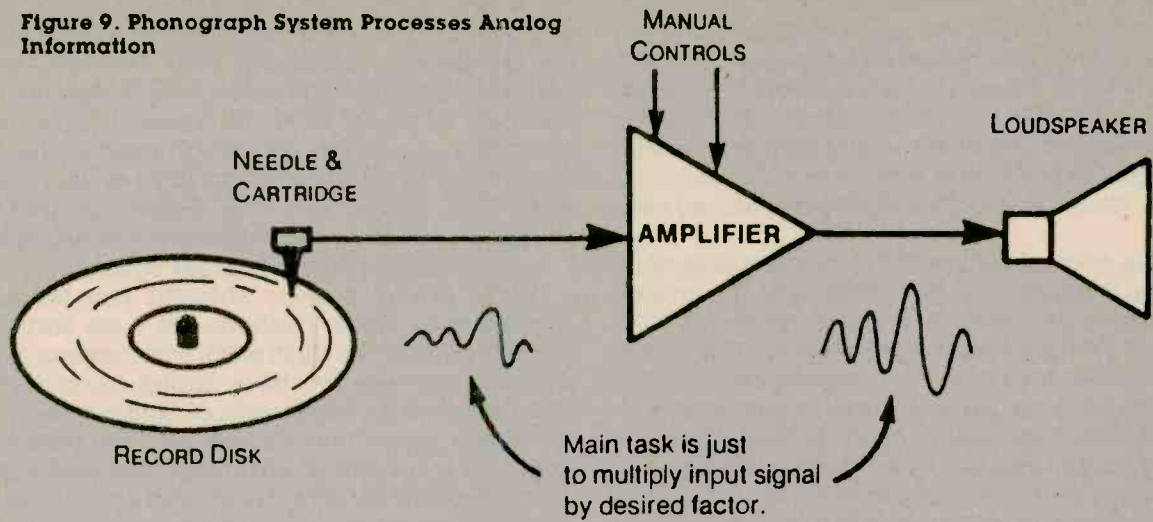 Figure 9. Phonograph System Processes Analog
Information
MANUAL
CONTROLS
LOUDSPEAKER
NEEDLE &
CARTRIDGE
AMPLIFIER
RECORD DISK
Main task is just
to multiply input signal
by desired factor.